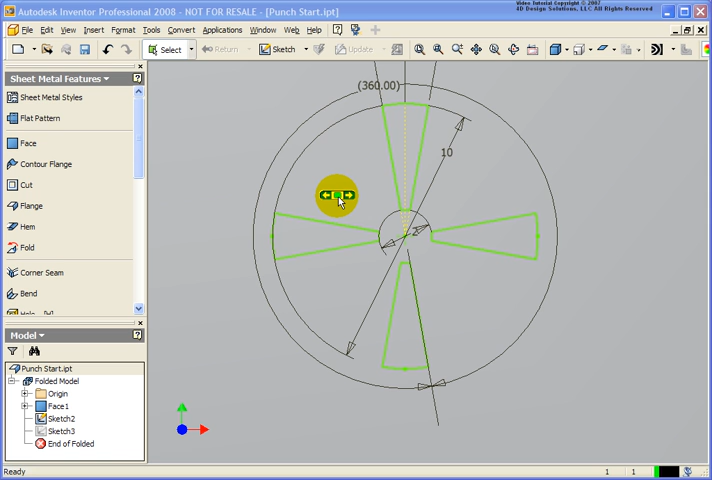 Video Tutorial Copyright © 2007
4D Design Solutions, LLC All Rights Reserved
Autodesk Inventor Professional 2008 - NOT FOR RESALE - [Punch Start.ipt]
File Edit View Insert Format Tools Convert Applications Window Web Help
Select Return Sketch Update
Sheet Metal Features
Sheet Metal Styles
Flat Pattern
Face
Contour Flange
Cut
Flange
Hem
Fold
Corner Seam
Bend
(360.00)
10
2
Model
Punch Start.ipt
Folded Model
Origin
Face1
Sketch2
Sketch3
End of Folded
Ready
1 1